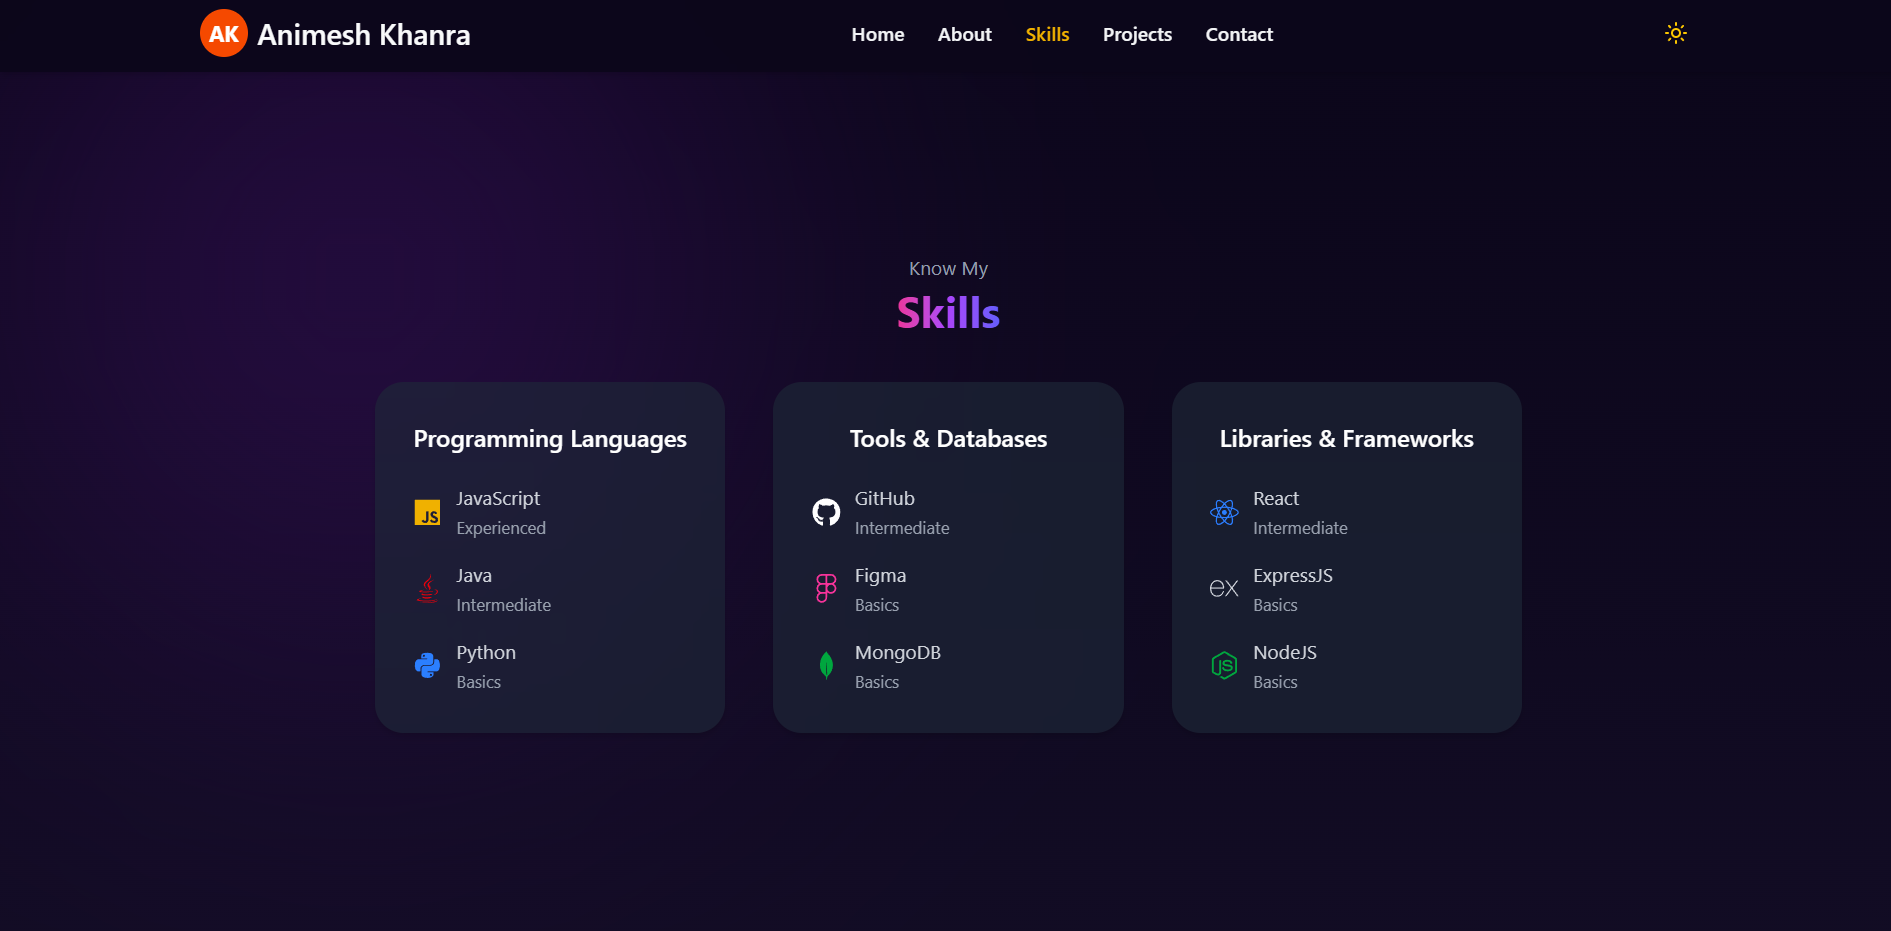 AK Animesh Khanra
Home About Skills Projects Contact
Know My
Skills
Programming Languages
JS JavaScript
Experienced
Java
Intermediate
Python
Basics
Tools & Databases
GitHub
Intermediate
Figma
Basics
MongoDB
Basics
Libraries & Frameworks
React
Intermediate
ex ExpressJS
Basics
JS NodeJS
Basics